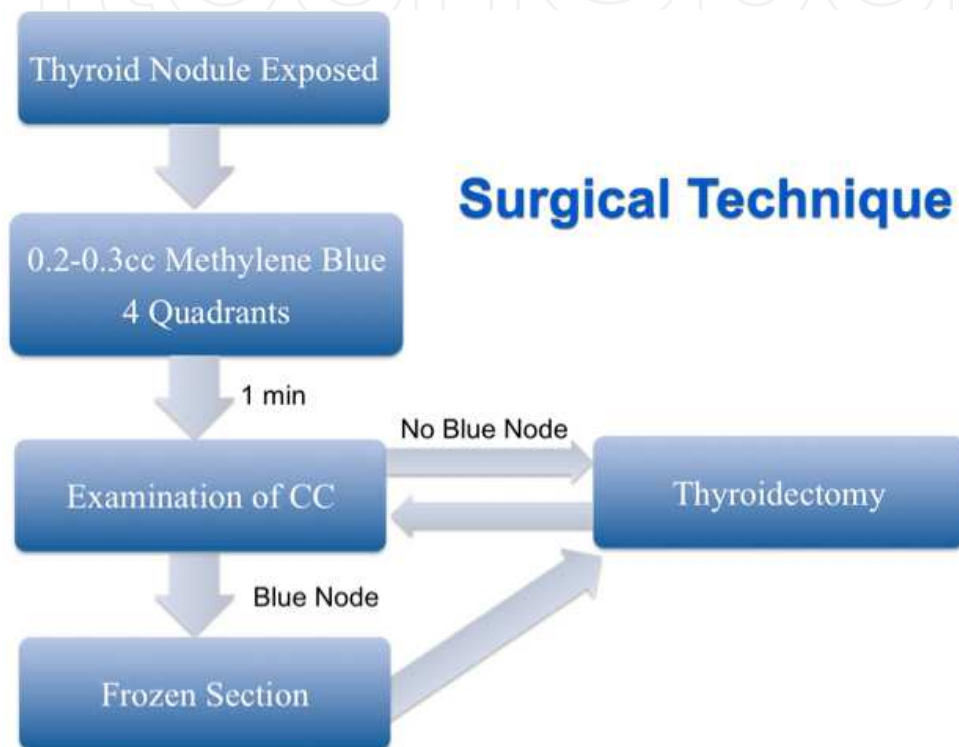 Thyroid Nodule Exposed
Surgical Technique
0.2-0.3cc Methylene Blue
4 Quadrants
1 min
No Blue Node
Examination of CC
Thyroidectomy
Blue Node
Frozen Section